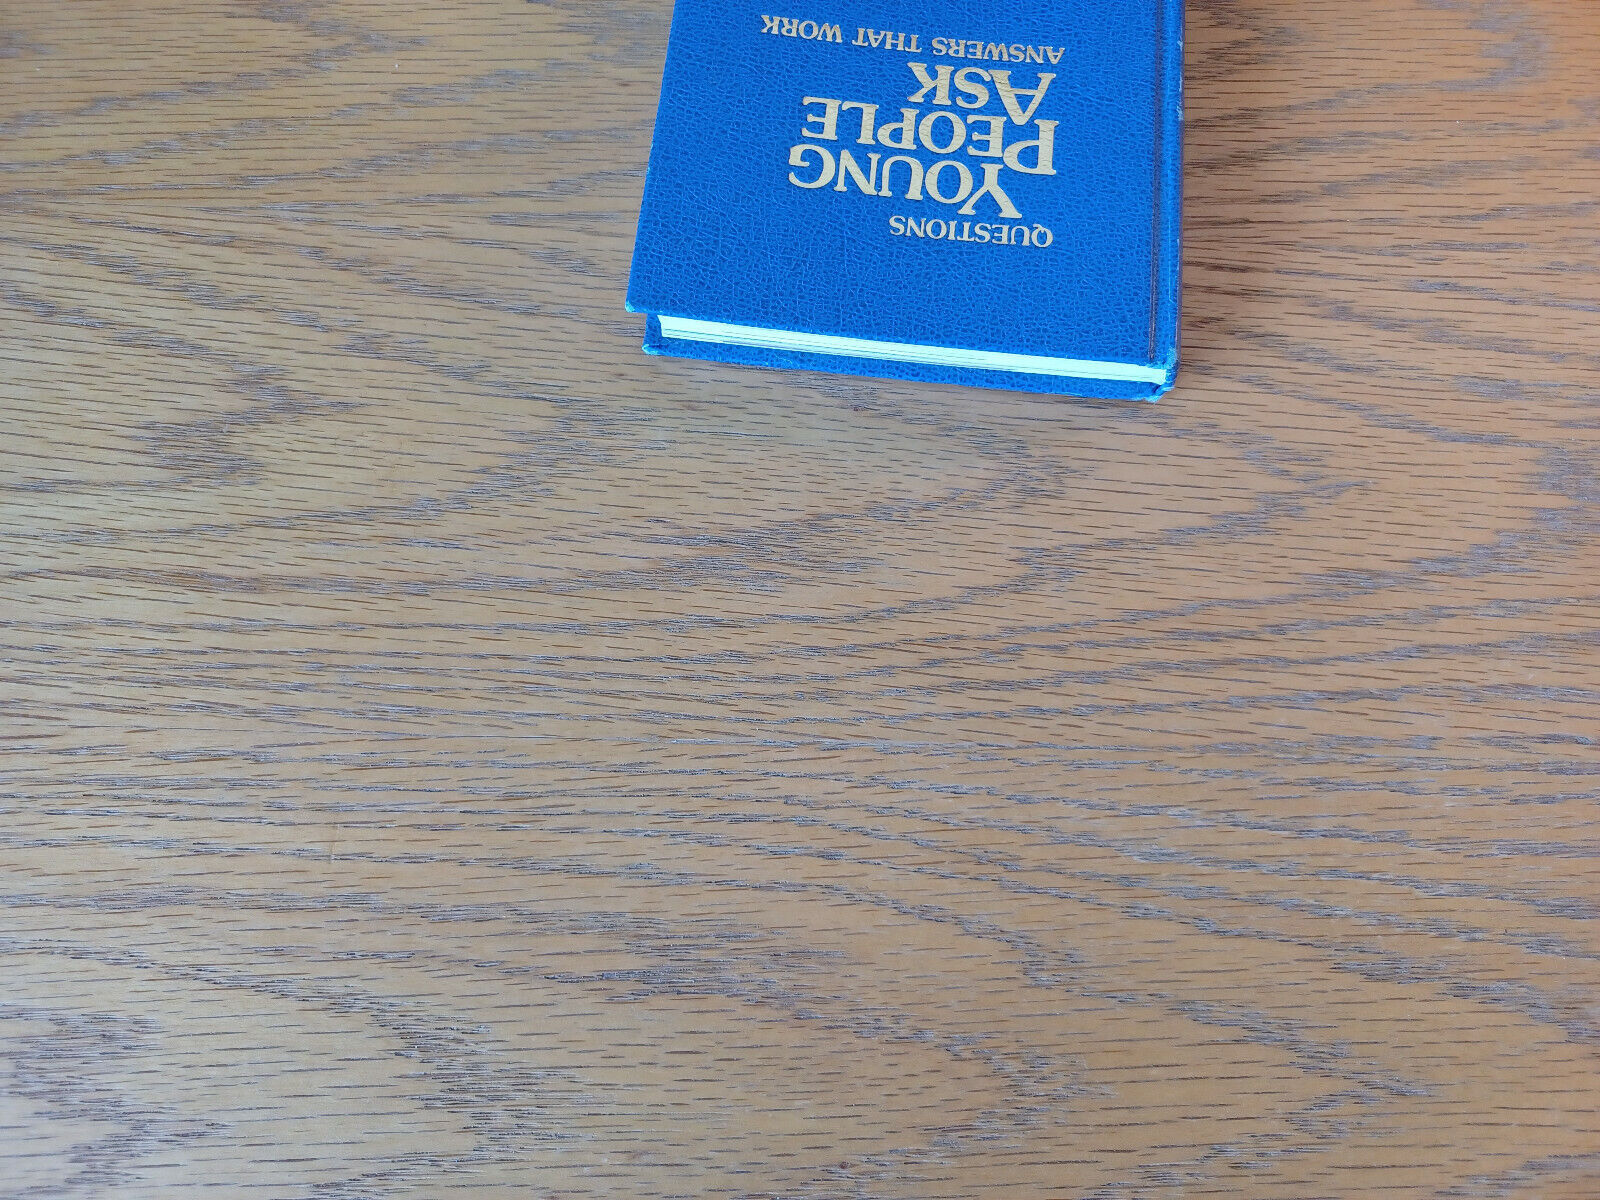 QUESTIONS
YOUNG
PEOPLE
ASK
ANSWERS THAT WORK